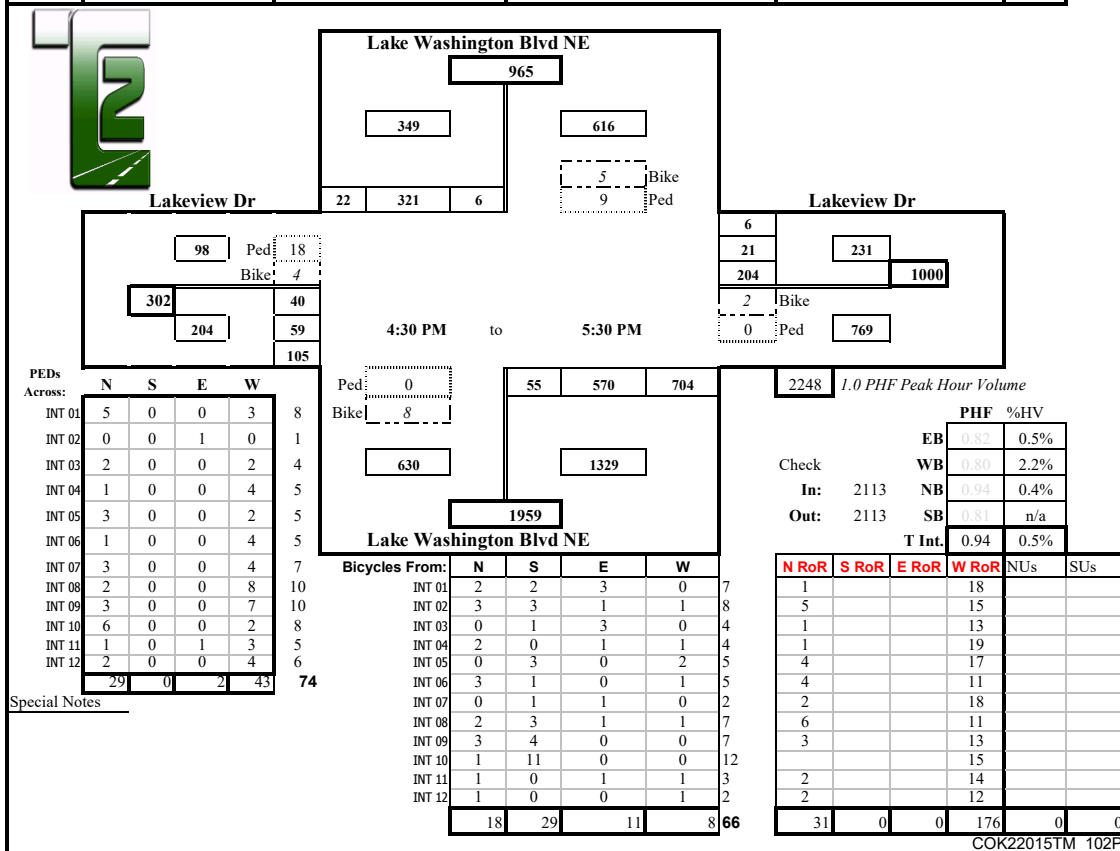 T2
Lake Washington Blvd NE
965
349 616
5 Bike
9 Ped
22 321 6
Lakeview Dr
Lakeview Dr
98 Ped 18
Bike 4
302 40
204 59
105
6
21 231
204 1000
2 Bike
0 Ped 769
4:30 PM to 5:30 PM
Ped 0 55 570 704
Bike 8
630 1329
1959
Lake Washington Blvd NE
2248 1.0 PHF Peak Hour Volume
PHF %HV
EB 0.82 0.5%
Check WB 0.80 2.2%
In: 2113 NB 0.94 0.4%
Out: 2113 SB 0.81 n/a
T Int. 0.94 0.5%
PEDs
Across: N S E W
INT 01 5 0 0 3 8
INT 02 0 0 1 0 1
INT 03 2 0 0 2 4
INT 04 1 0 0 4 5
INT 05 3 0 0 2 5
INT 06 1 0 0 4 5
INT 07 3 0 0 4 7
INT 08 2 0 0 8 10
INT 09 3 0 0 7 10
INT 10 6 0 0 2 8
INT 11 1 0 1 3 5
INT 12 2 0 0 4 6
29 0 2 43 74
Special Notes
Bicycles From: N S E W
INT 01 2 2 3 0 7
INT 02 3 3 1 1 8
INT 03 0 1 3 0 4
INT 04 2 0 1 1 4
INT 05 0 3 0 2 5
INT 06 3 1 0 1 5
INT 07 0 1 1 0 2
INT 08 2 3 1 1 7
INT 09 3 4 0 0 7
INT 10 1 11 0 0 12
INT 11 1 0 1 1 3
INT 12 1 0 0 1 2
18 29 11 8 66
N RoR S RoR E RoR W RoR NUs SUs
1 18
5 15
1 13
1 19
4 17
4 11
2 18
6 11
3 13
15
2 14
2 12
31 0 0 176 0 0
COK22015TM_102P